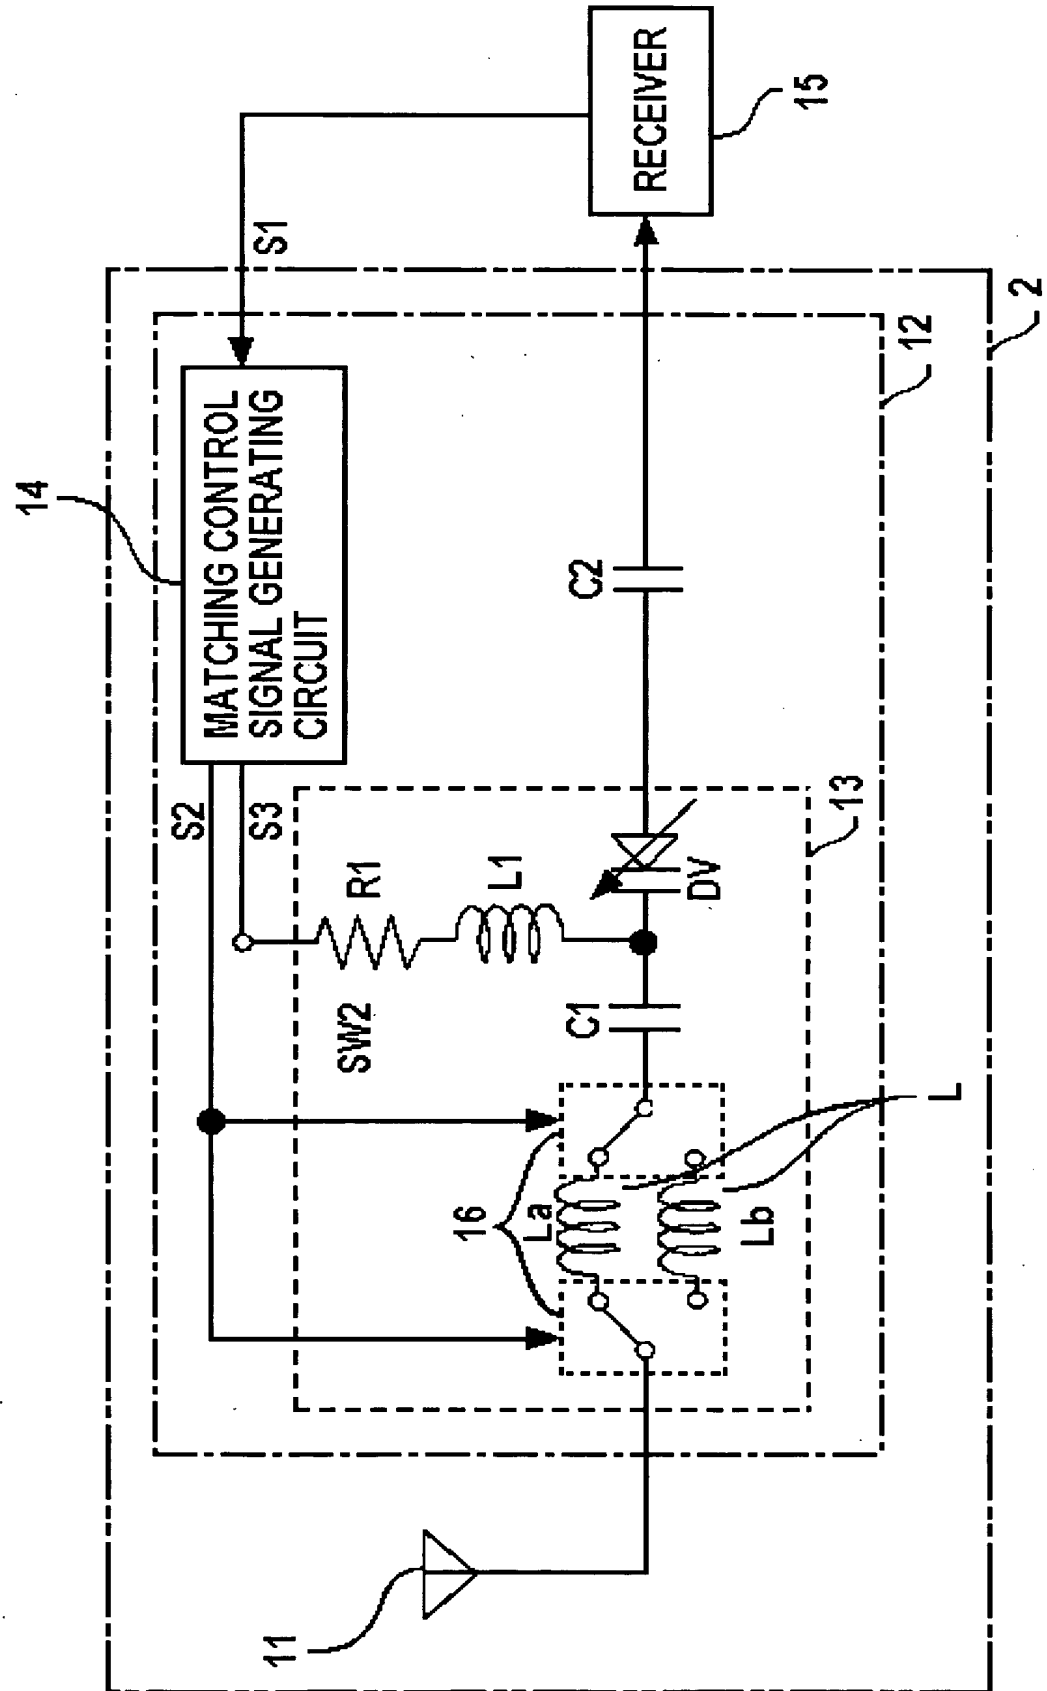 14
MATCHING CONTROL
SIGNAL GENERATING
CIRCUIT
S1
S2
S3
RECEIVER
15
R1
L1
SW2
C1
DV
C2
13
12
2
16
La
Lb
L
11